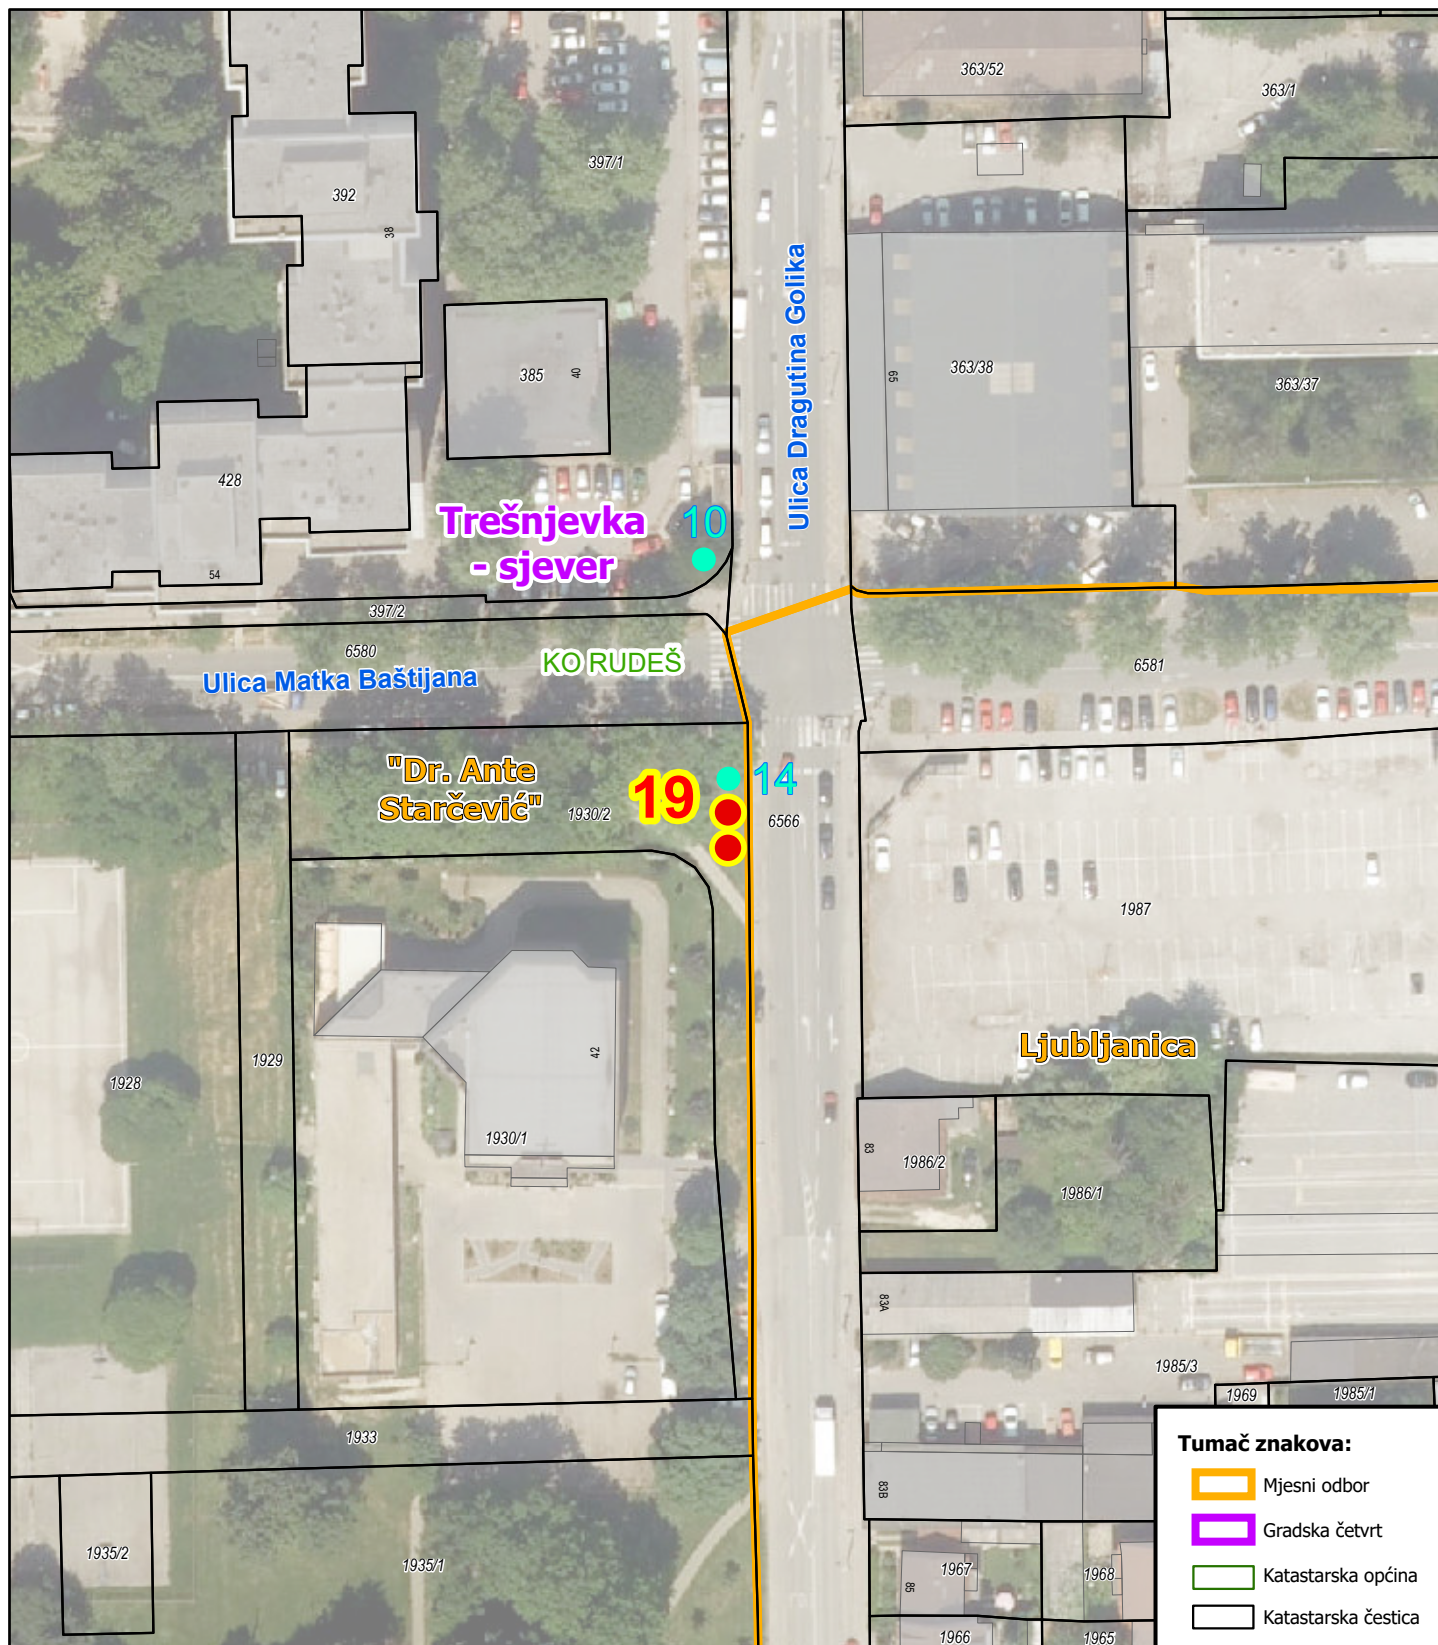 363/52
363/1
397/1
392
38
Ulica Dragutina Golika
385
40
65
363/38
363/37
428
Trešnjevka
- sjever
10
54
397/2
6580
KO RUDEŠ
6581
Ulica Matka Baštijana
"Dr. Ante
Starčević"
1930/2
19
14
6566
1987
Ljubljanica
42
1929
1928
1930/1
83
1986/2
1986/1
83A
1985/3
1969
1985/1
1933
83B
1935/2
1935/1
1967
1968
85
1966
1965
Tumač znakova:
Mjesni odbor
Gradska četvrt
Katastarska općina
Katastarska čestica